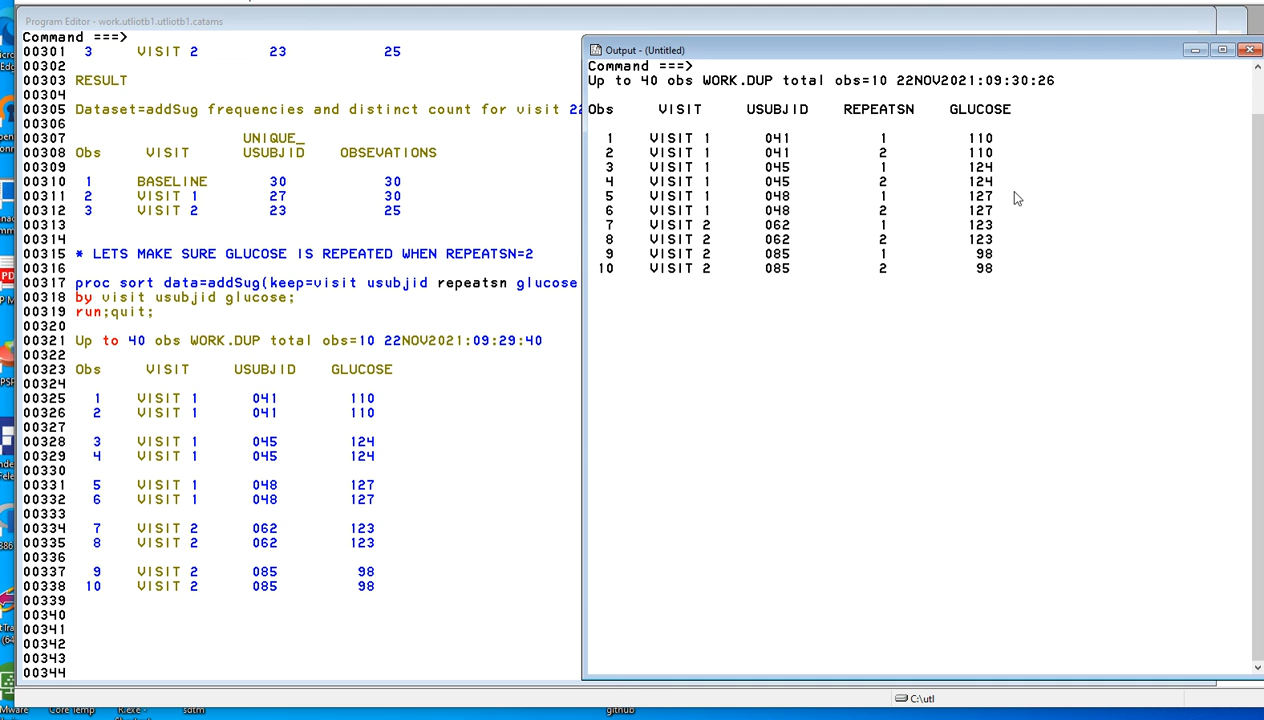 Program Editor - work.utliotb1.utliotb1.catams
Command ===>
00301 3 VISIT 2 23 25
00302
00303 RESULT
00304
00305 Dataset=addSug frequencies and distinct count for visit 22
00306
00307 UNIQUE_
00308 Obs VISIT USUBJID OBSEVATIONS
00309
00310 1 BASELINE 30 30
00311 2 VISIT 1 27 30
00312 3 VISIT 2 23 25
00313
00314
00315 * LETS MAKE SURE GLUCOSE IS REPEATED WHEN REPEATSN=2
00316
00317 proc sort data=addSug(keep=visit usubjid repeatsn glucose
00318 by visit usubjid glucose;
00319 run;quit;
00320
00321 Up to 40 obs WORK.DUP total obs=10 22NOV2021:09:29:40
00322
00323 Obs VISIT USUBJID GLUCOSE
00324
00325 1 VISIT 1 041 110
00326 2 VISIT 1 041 110
00327
00328 3 VISIT 1 045 124
00329 4 VISIT 1 045 124
00330
00331 5 VISIT 1 048 127
00332 6 VISIT 1 048 127
00333
00334 7 VISIT 2 062 123
00335 8 VISIT 2 062 123
00336
00337 9 VISIT 2 085 98
00338 10 VISIT 2 085 98
00339
00340
00341
00342
00343
00344
Output - (Untitled)
Command ===>
Up to 40 obs WORK.DUP total obs=10 22NOV2021:09:30:26
Obs VISIT USUBJID REPEATSN GLUCOSE
1 VISIT 1 041 1 110
2 VISIT 1 041 2 110
3 VISIT 1 045 1 124
4 VISIT 1 045 2 124
5 VISIT 1 048 1 127
6 VISIT 1 048 2 127
7 VISIT 2 062 1 123
8 VISIT 2 062 2 123
9 VISIT 2 085 1 98
10 VISIT 2 085 2 98
C:\utl
Core Temp
sdtm
github